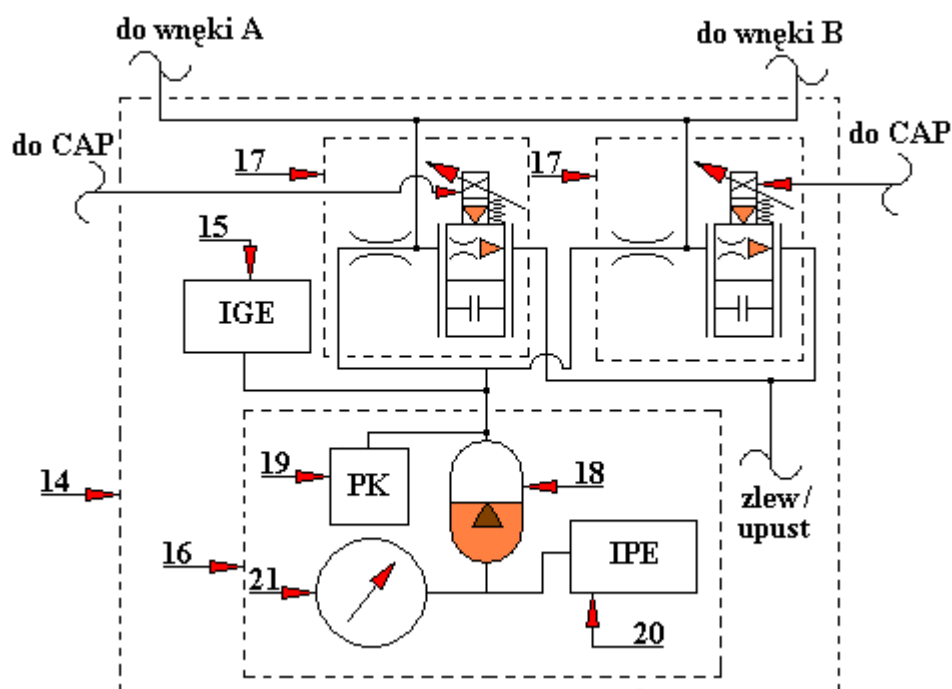 do wnęki A
do wnęki B
do CAP
do CAP
17
17
15
IGE
14
19
PK
18
zlew /
upust
16
21
IPE
20